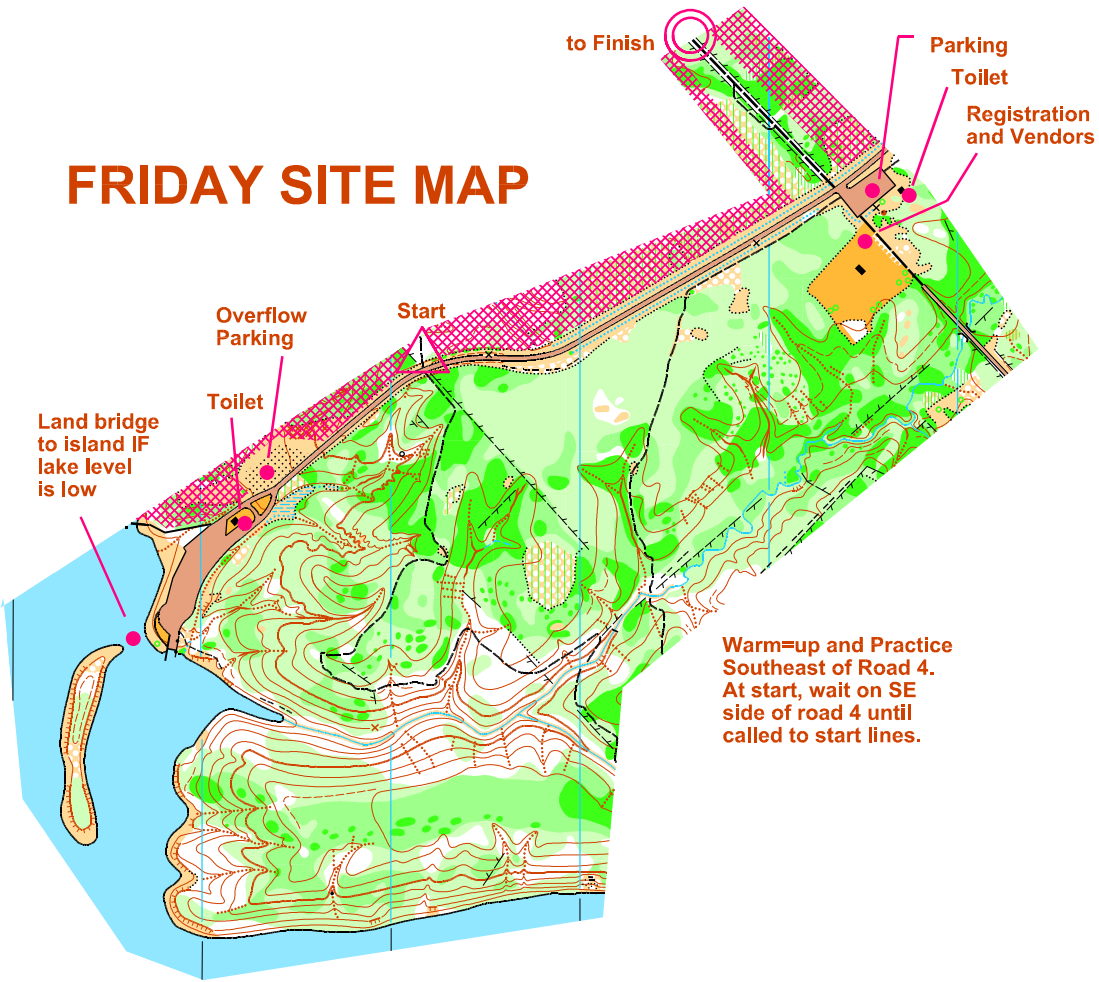 to Finish
Parking
Toilet
Registration
and Vendors
FRIDAY SITE MAP
Start
Overflow
Parking
Toilet
Land bridge
to island IF
lake level
is low
Warm=up and Practice
Southeast of Road 4.
At start, wait on SE
side of road 4 until
called to start lines.